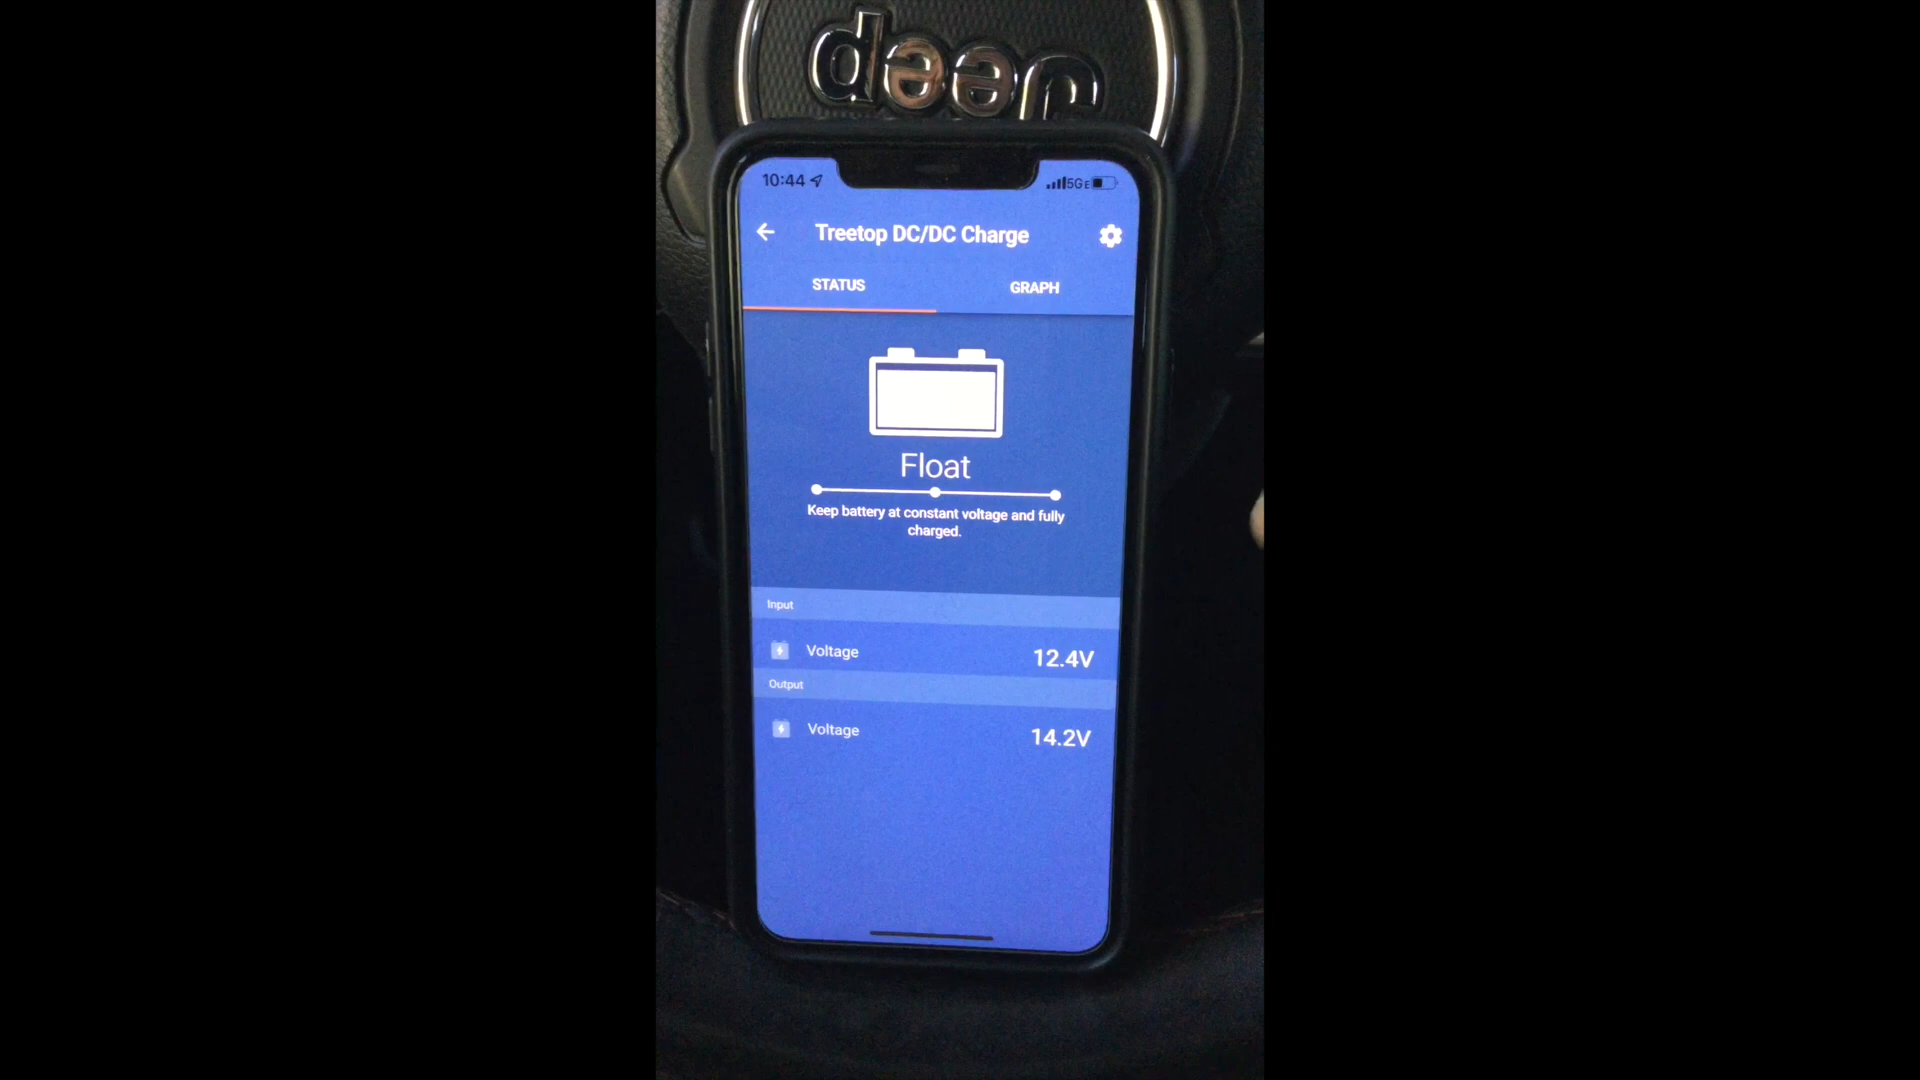 Jeep
10:44
5GE
Treetop DC/DC Charge
STATUS
GRAPH
Float
Keep battery at constant voltage and fully
charged.
Input
Voltage
12.4V
Output
Voltage
14.2V